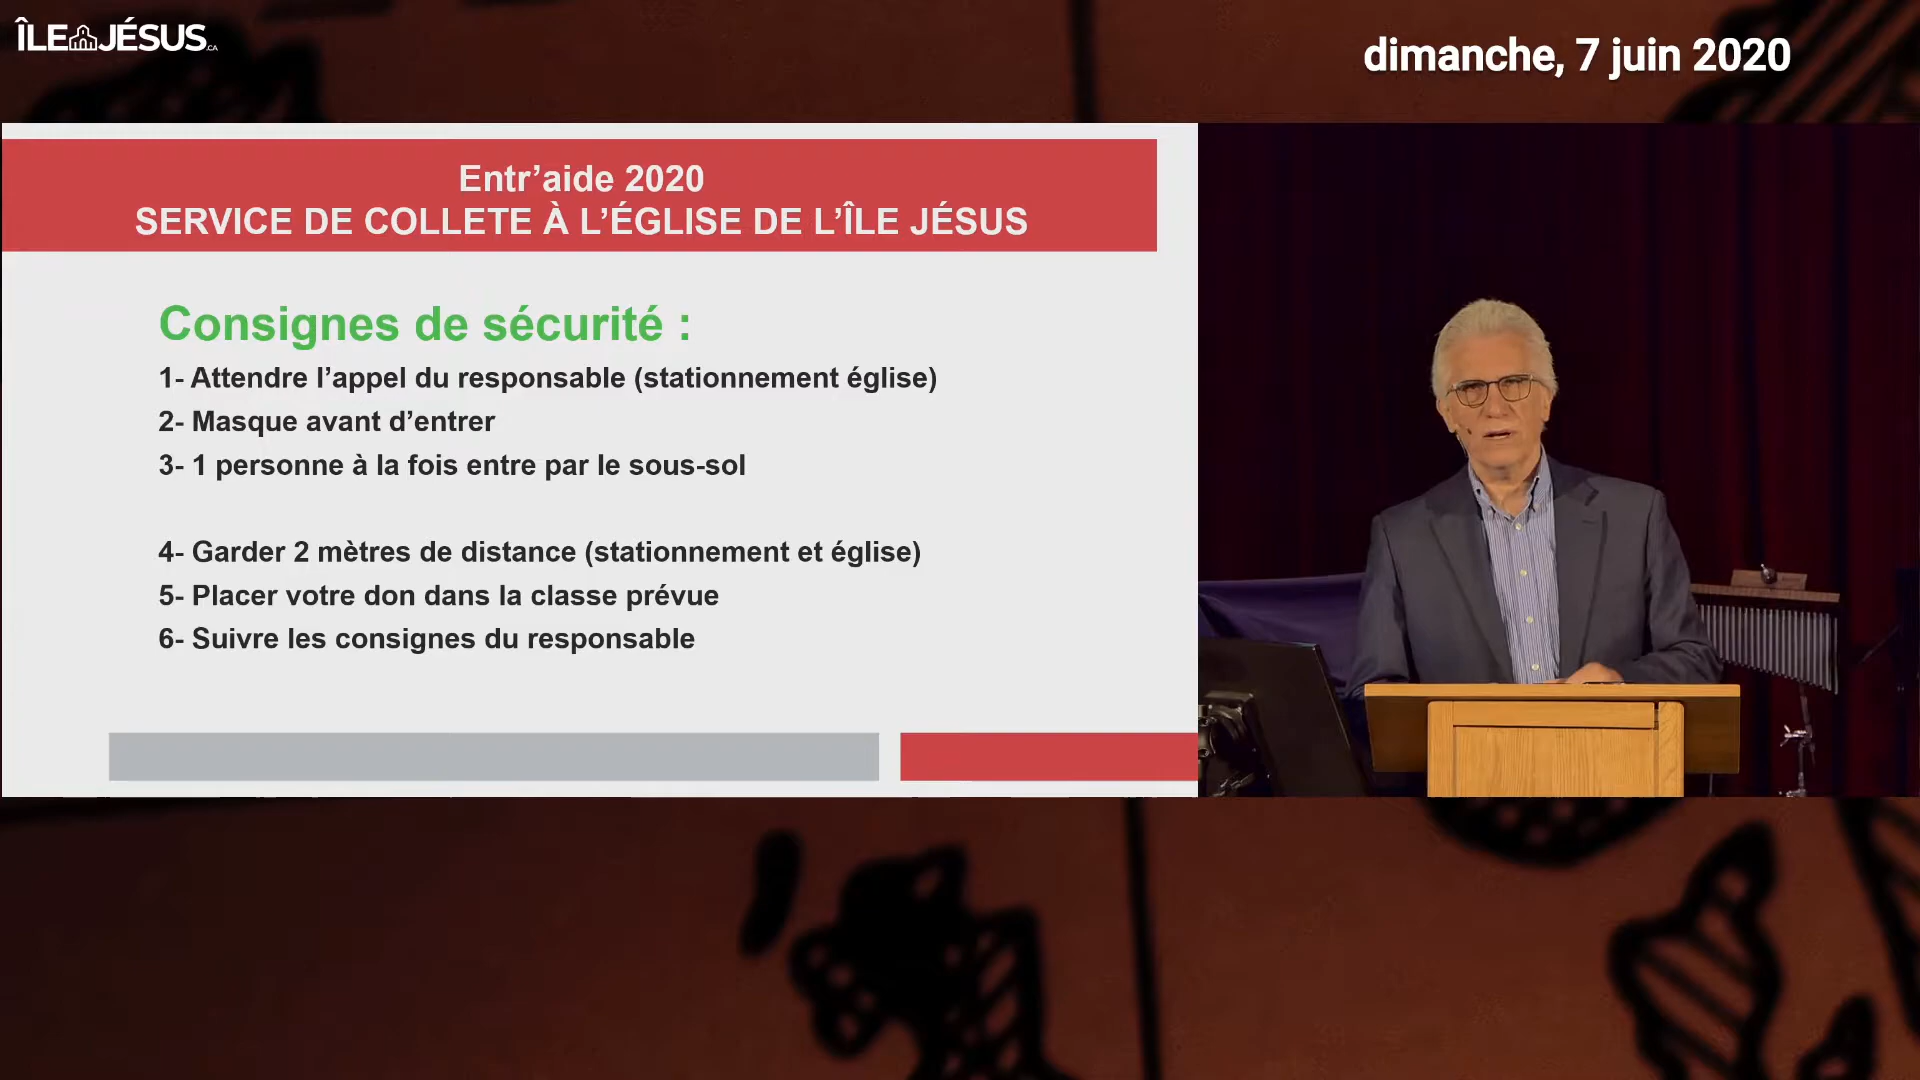 ÎLE JÉSUS.CA
dimanche, 7 juin 2020
Entr’aide 2020
SERVICE DE COLLETE À L’ÉGLISE DE L’ÎLE JÉSUS
Consignes de sécurité :
1- Attendre l’appel du responsable (stationnement église)
2- Masque avant d’entrer
3- 1 personne à la fois entre par le sous-sol
4- Garder 2 mètres de distance (stationnement et église)
5- Placer votre don dans la classe prévue
6- Suivre les consignes du responsable